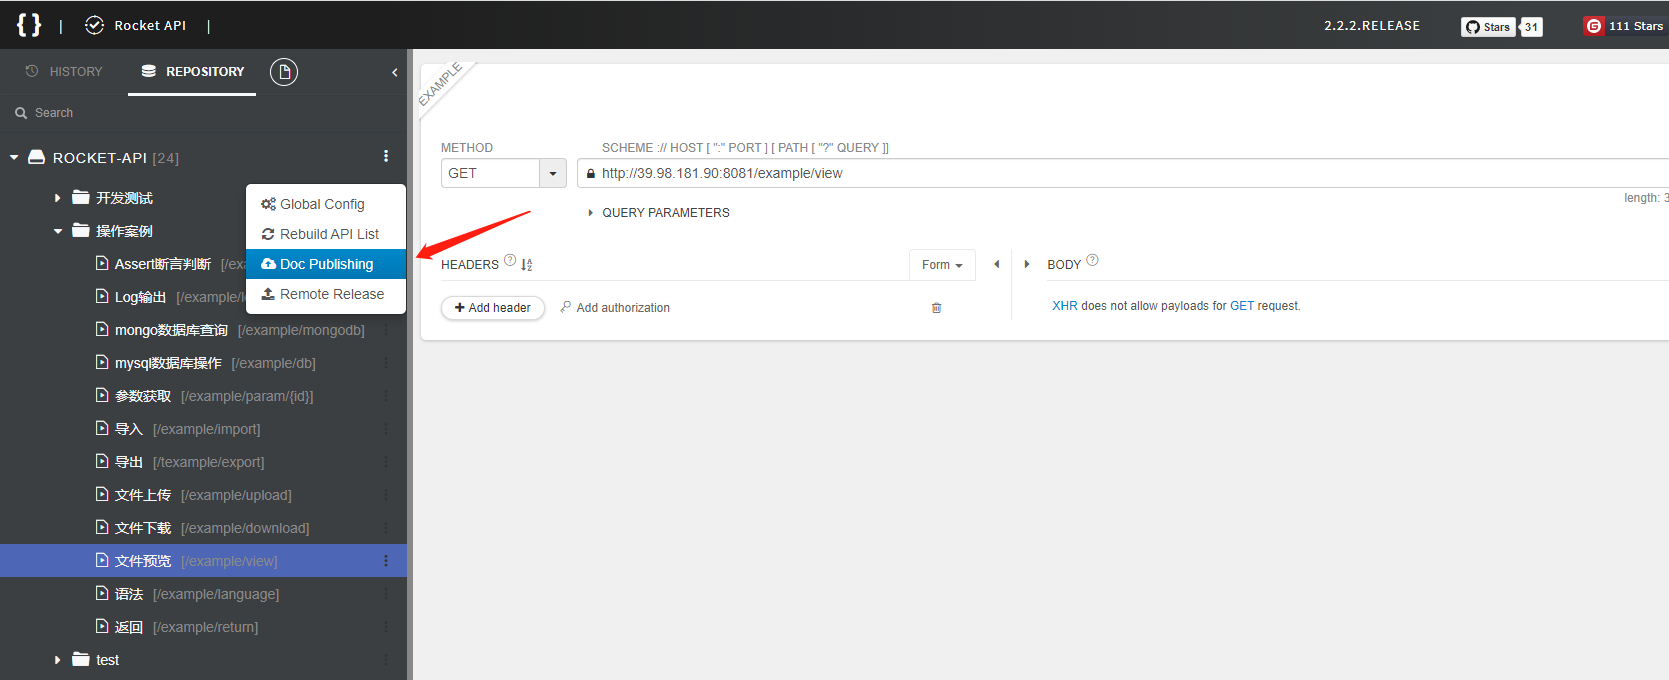 {} | Rocket API |
2.2.2.RELEASE Stars 31 111 Stars
HISTORY REPOSITORY
Search
ROCKET-API [24]
开发测试
操作案例
Assert断言判断 [/exa
Log输出 [/example/l
mongo数据库查询 [/example/mongodb]
mysql数据库操作 [/example/db]
参数获取 [/example/param/{id}]
导入 [/example/import]
导出 [/texample/export]
文件上传 [/example/upload]
文件下载 [/example/download]
文件预览 [/example/view]
语法 [/example/language]
返回 [/example/return]
test
Global Config
Rebuild API List
Doc Publishing
Remote Release
EXAMPLE
METHOD
SCHEME :// HOST [ ":" PORT ] [ PATH [ "?" QUERY ]]
GET
http://39.98.181.90:8081/example/view
length: 3
QUERY PARAMETERS
HEADERS ?
Form
BODY ?
+ Add header
Add authorization
XHR does not allow payloads for GET request.